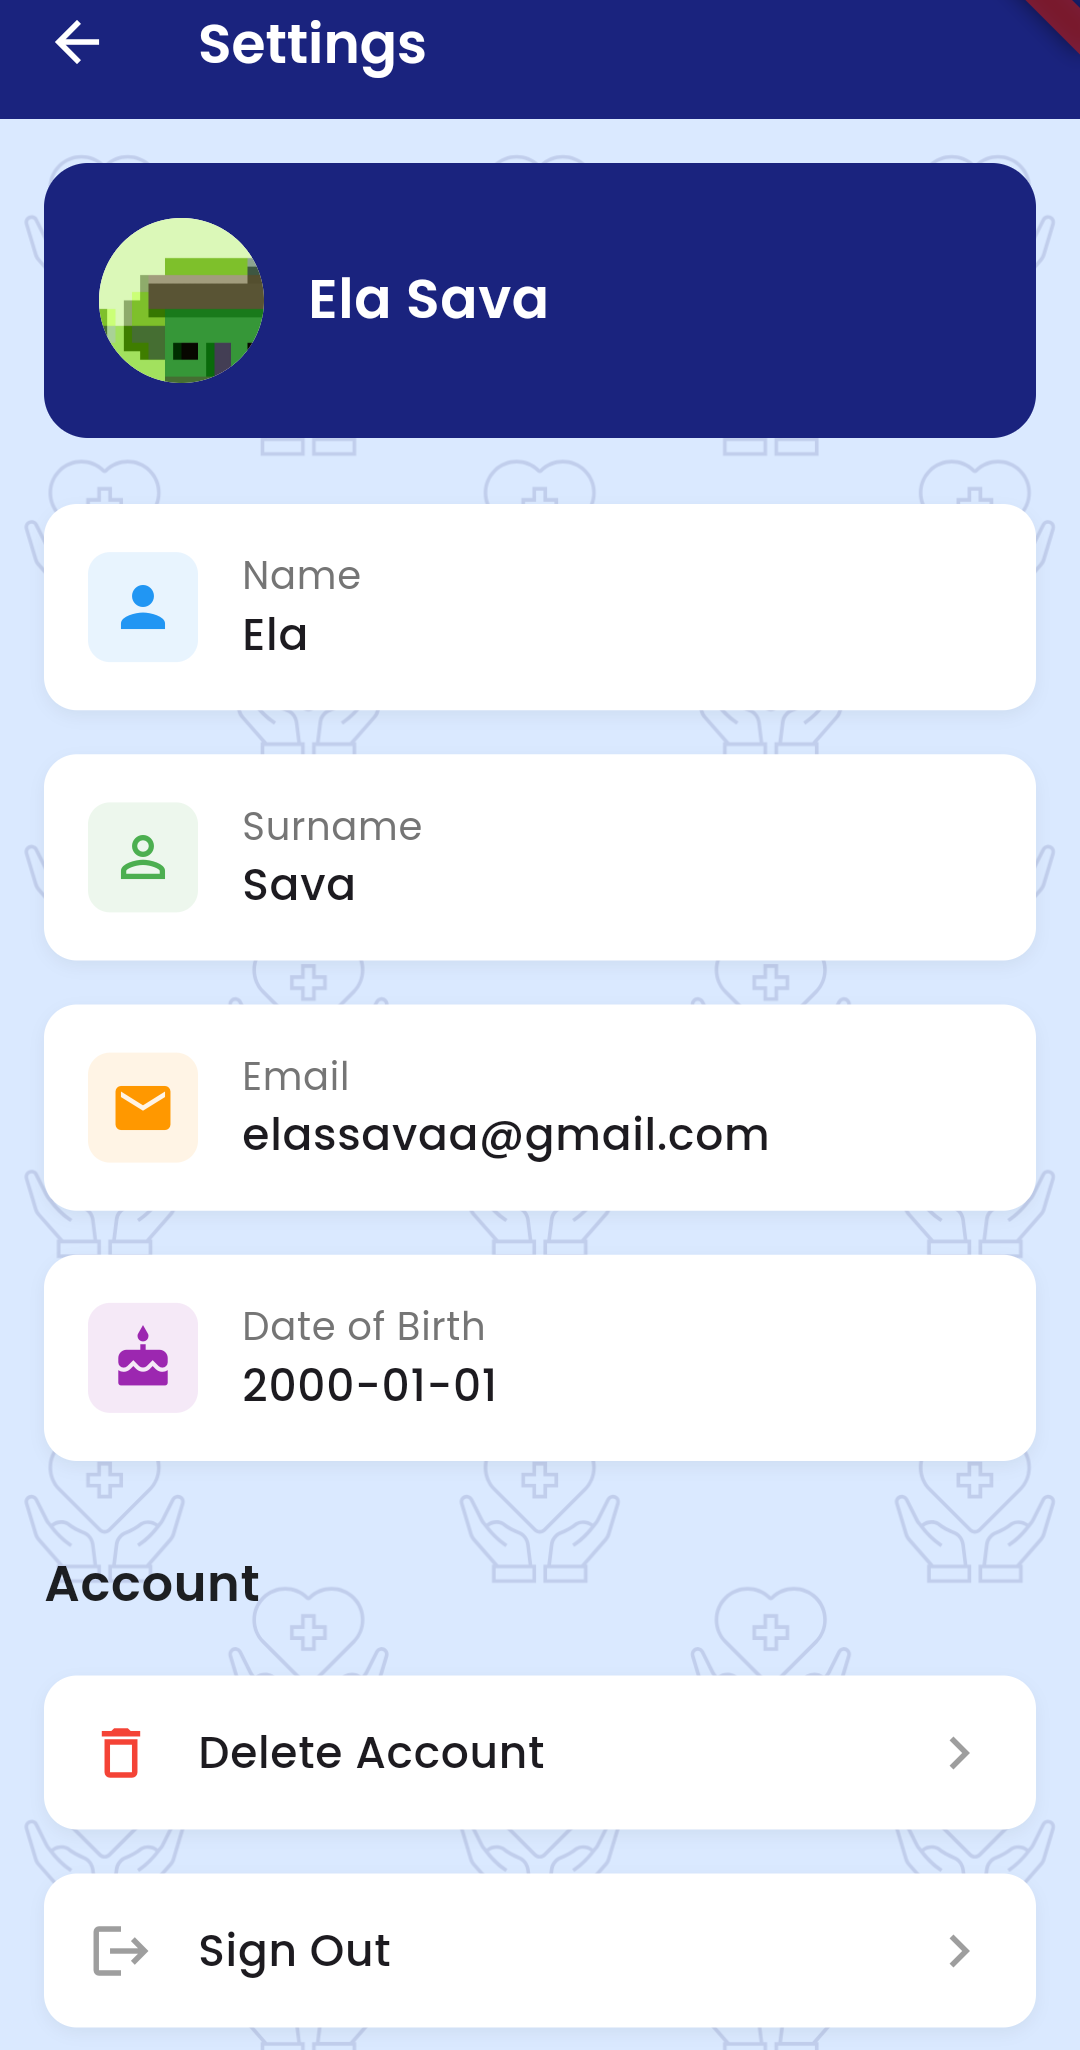 Settings
Ela Sava
Name
Ela
Surname
Sava
Email
elassavaa@gmail.com
Date of Birth
2000-01-01
Account
Delete Account
Sign Out